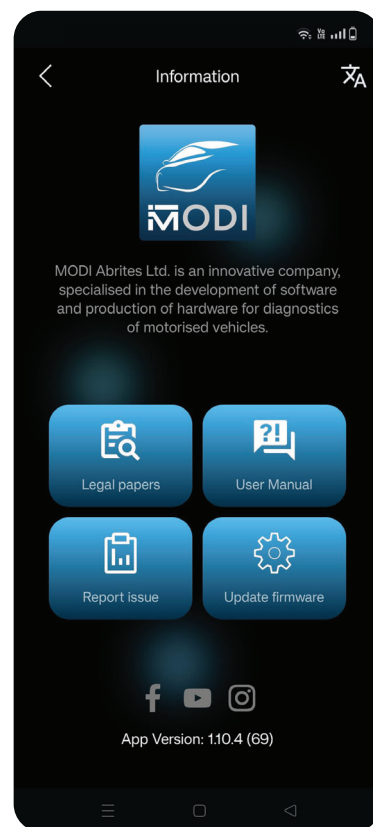 Information
MODI
MODI Abrites Ltd. is an innovative company,
specialised in the development of software
and production of hardware for diagnostics
of motorised vehicles.
Legal papers
User Manual
Report issue
Update firmware
App Version: 1.10.4 (69)